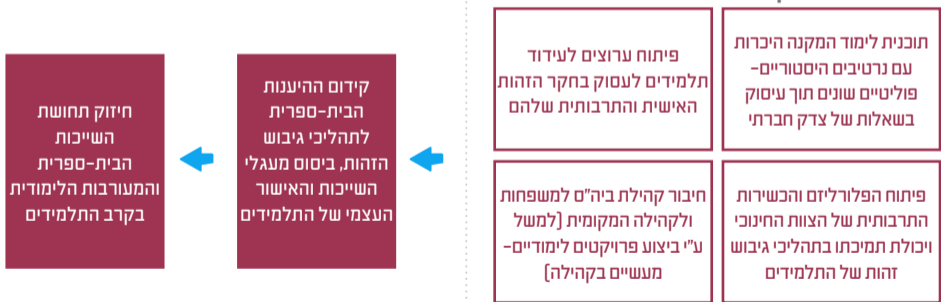 תוכנית לימוד המקנה היכרות
עם נרטיבים היסטוריים-
פוליטיים שונים תוך עיסוק
בשאלות של צדק חברתי
פיתוח ערוצים לעידוד
תלמידים לעסוק בחקר הזהות
האישית והתרבותית שלהם
פיתוח הפלורליזם והכשירות
התרבותית של הצוות החינוכי
ויכולת תמיכתו בתהליכי גיבוש
זהות של התלמידים
חיבור קהילת ביה"ם למשפחות
ולקהילה המקומית (למשל
ע"י ביצוע פרויקטים לימודיים-
מעשיים בקהילה)
קידום ההיענות
הבית-ספרית
לתהליכי גיבוש
הזהות, ביסום מעגלי
השייכות והאישור
העצמי של התלמידים
חיזוק תחושת
השייכות
הבית-ספרית
והמעורבות הלימודית
בקרב התלמידים